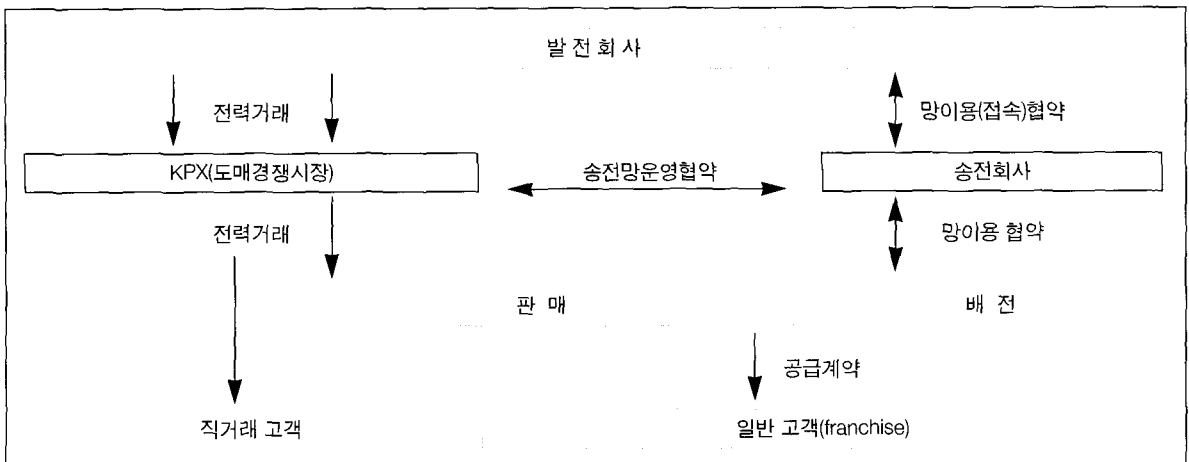 발 전 회 사
전력거래
망이용(접속)협약
KPX(도매경쟁시장)
송전망운영협약
송전회사
전력거래
망이용 협약
판 매
배 전
공급계약
직거래 고객
일반 고객(franchise)